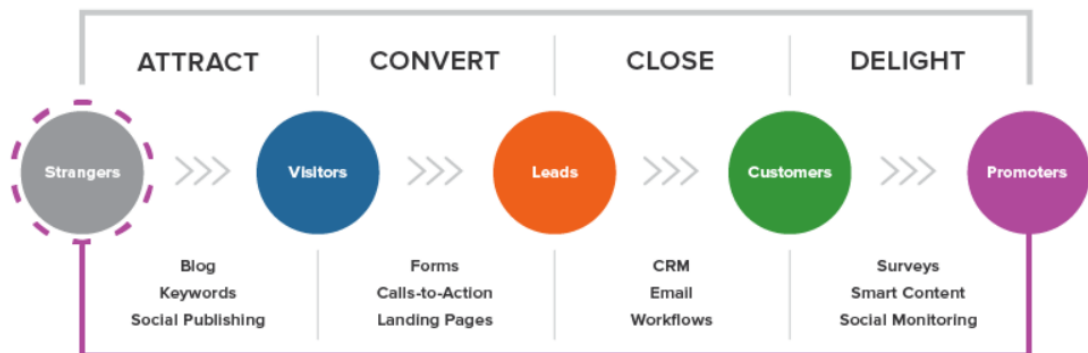 ATTRACT
CONVERT
CLOSE
DELIGHT
Strangers
Visitors
Leads
Customers
Promoters
Blog
Keywords
Social Publishing
Forms
Calls-to-Action
Landing Pages
CRM
Email
Workflows
Surveys
Smart Content
Social Monitoring